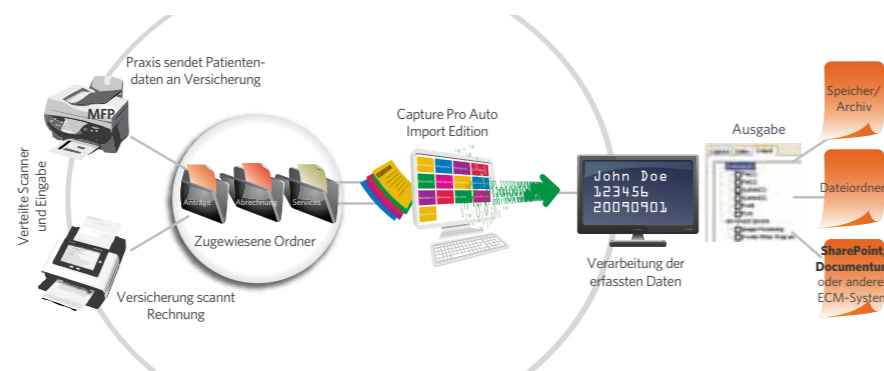 Praxis sendet Patienten-
daten an Versicherung
MFP
Verteilte Scanner
und Eingabe
Anträge
Abrechnung
Services
Zugewiesene Ordner
Versicherung scannt
Rechnung
Capture Pro Auto
Import Edition
John Doe
123456
20090901
Verarbeitung der
erfassten Daten
Ausgabe
Speicher/
Archiv
Dateiordner
SharePoint,
Documentum
oder andere
ECM-System